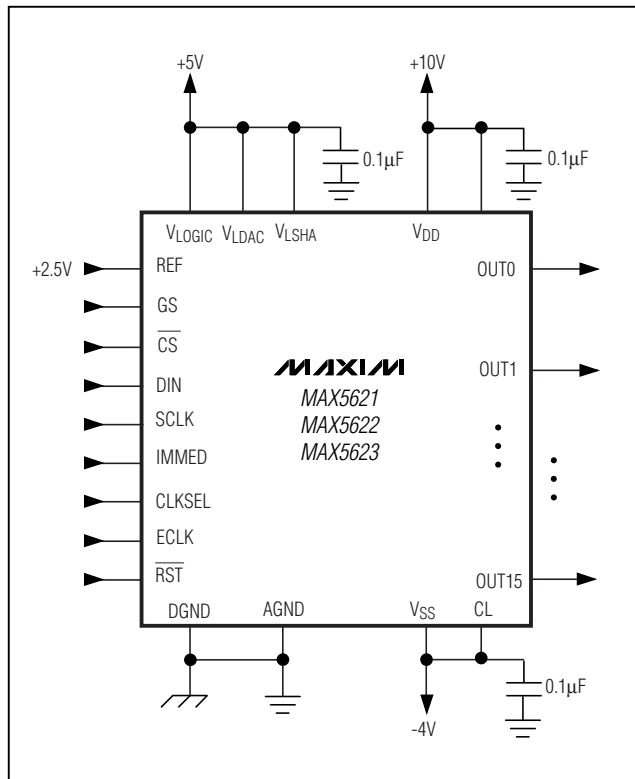 +5V
+10V
0.1µF
0.1µF
VLOGIC
VLDAC
VLSHA
VDD
+2.5V
REF
OUT0
GS
CS
MAXIM
OUT1
DIN
MAX5621
SCLK
MAX5622
IMMED
MAX5623
CLKSEL
ECLK
RST
OUT15
DGND
AGND
VSS
CL
0.1µF
-4V